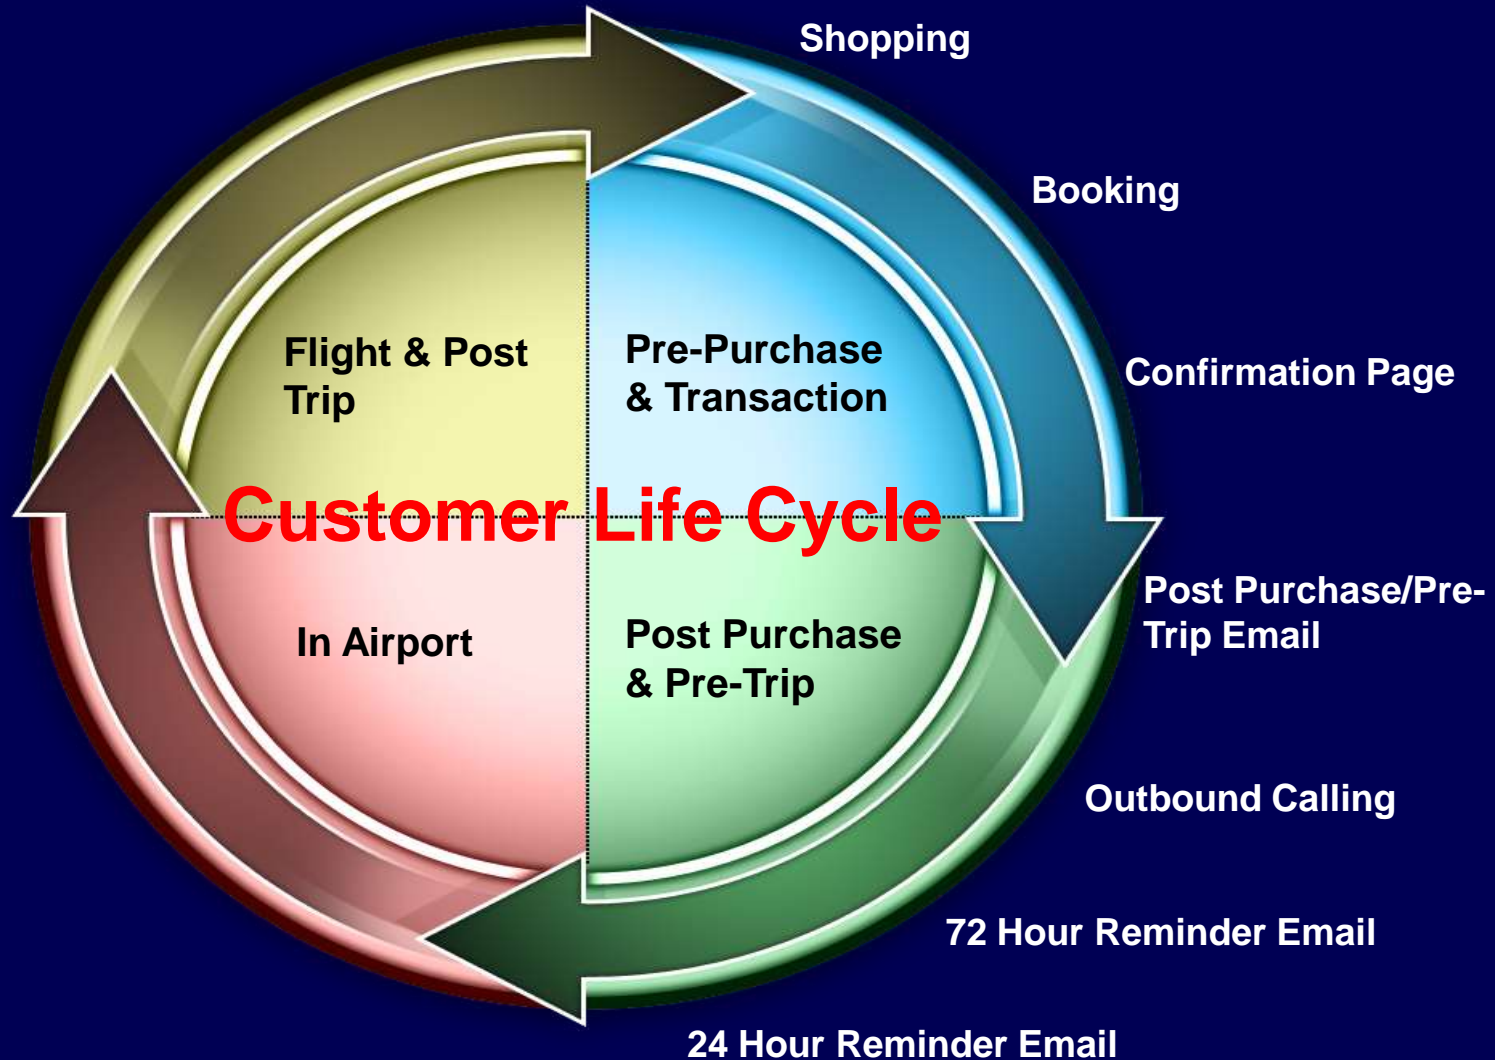 Shopping
Booking
Flight & Post
Trip
Pre-Purchase
& Transaction
Confirmation Page
Customer Life Cycle
In Airport
Post Purchase
& Pre-Trip
Post Purchase/Pre-
Trip Email
Outbound Calling
72 Hour Reminder Email
24 Hour Reminder Email